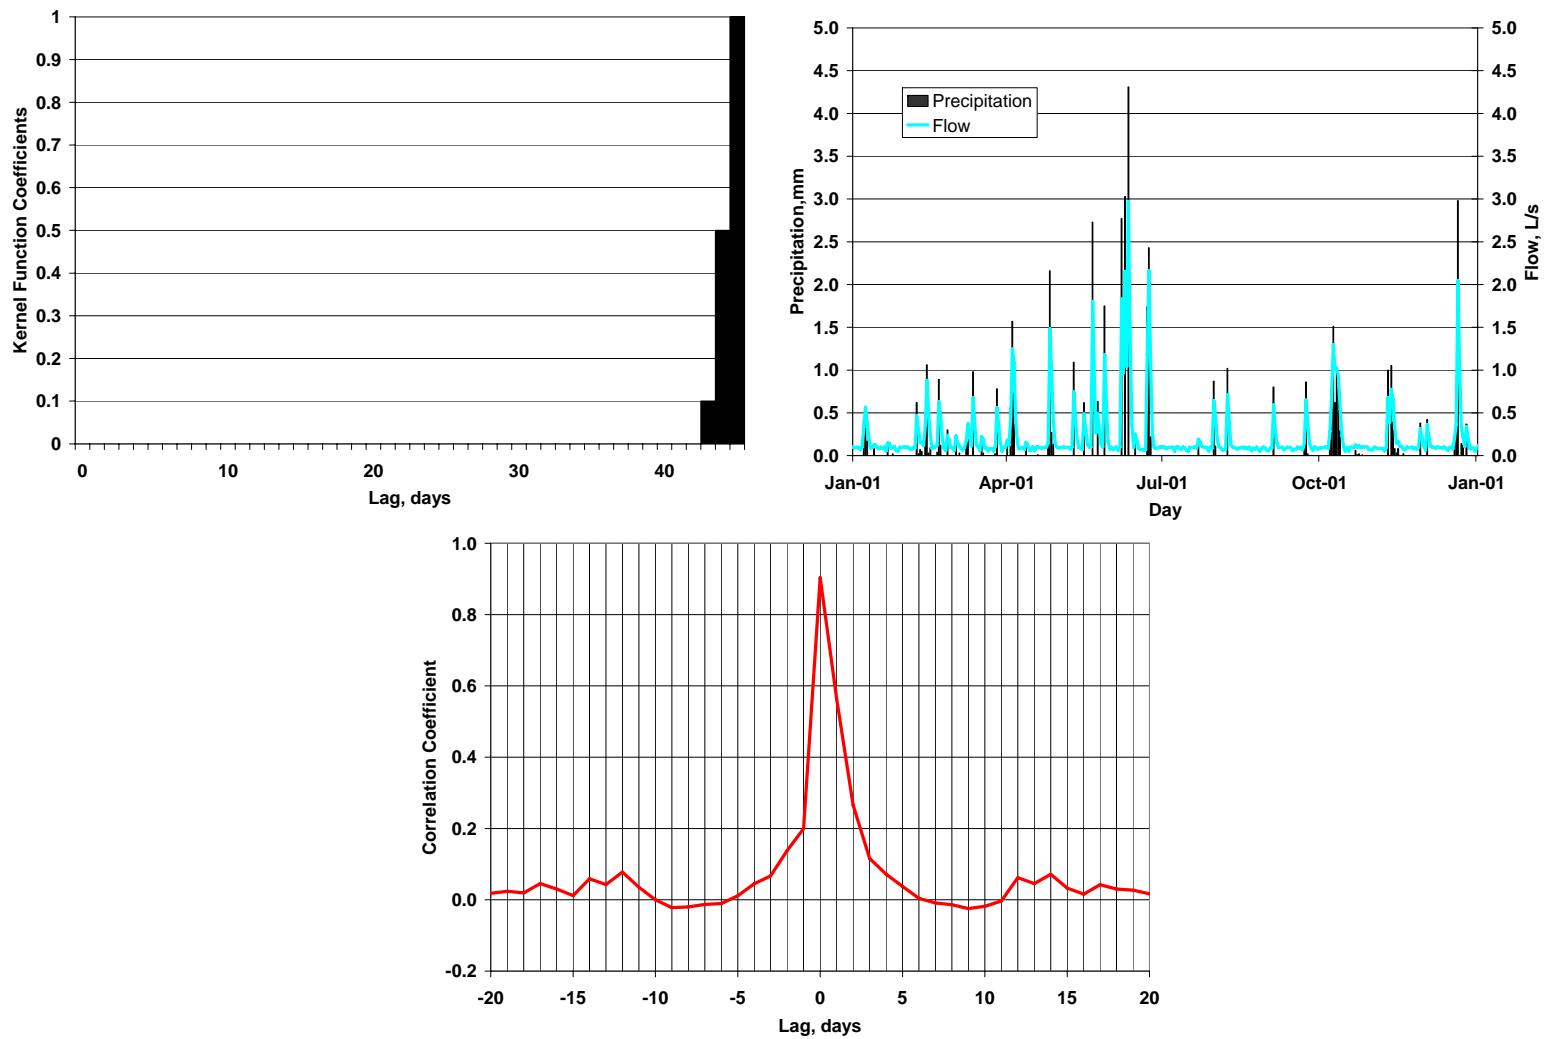 1
0.9
0.8
0.7
0.6
0.5
0.4
0.3
0.2
0.1
0
Kernel Function Coefficients
0 10 20 30 40
Lag, days
5.0 5.0
4.5 4.5
4.0 4.0
3.5 3.5
3.0 3.0
2.5 2.5
2.0 2.0
1.5 1.5
1.0 1.0
0.5 0.5
0.0 0.0
Precipitation,mm
Flow, L/s
Precipitation
Flow
Jan-01 Apr-01 Jul-01 Oct-01 Jan-01
Day
1.0
0.8
0.6
0.4
0.2
0.0
-0.2
Correlation Coefficient
-20 -15 -10 -5 0 5 10 15 20
Lag, days